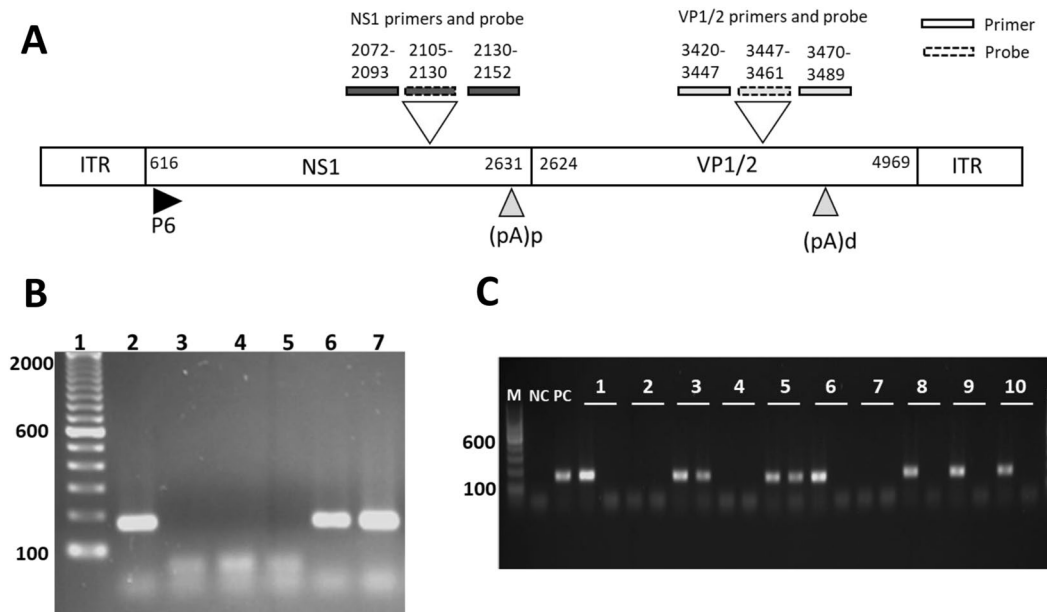 A
NS1 primers and probe
VP1/2 primers and probe
Primer
Probe
2072-
2093
2105-
2130
2130-
2152
3420-
3447
3447-
3461
3470-
3489
ITR
616
NS1
2631
2624
VP1/2
4969
ITR
P6
(pA)p
(pA)d
B
1 2 3 4 5 6 7
2000
600
100
C
M NC PC 1 2 3 4 5 6 7 8 9 10
600
100